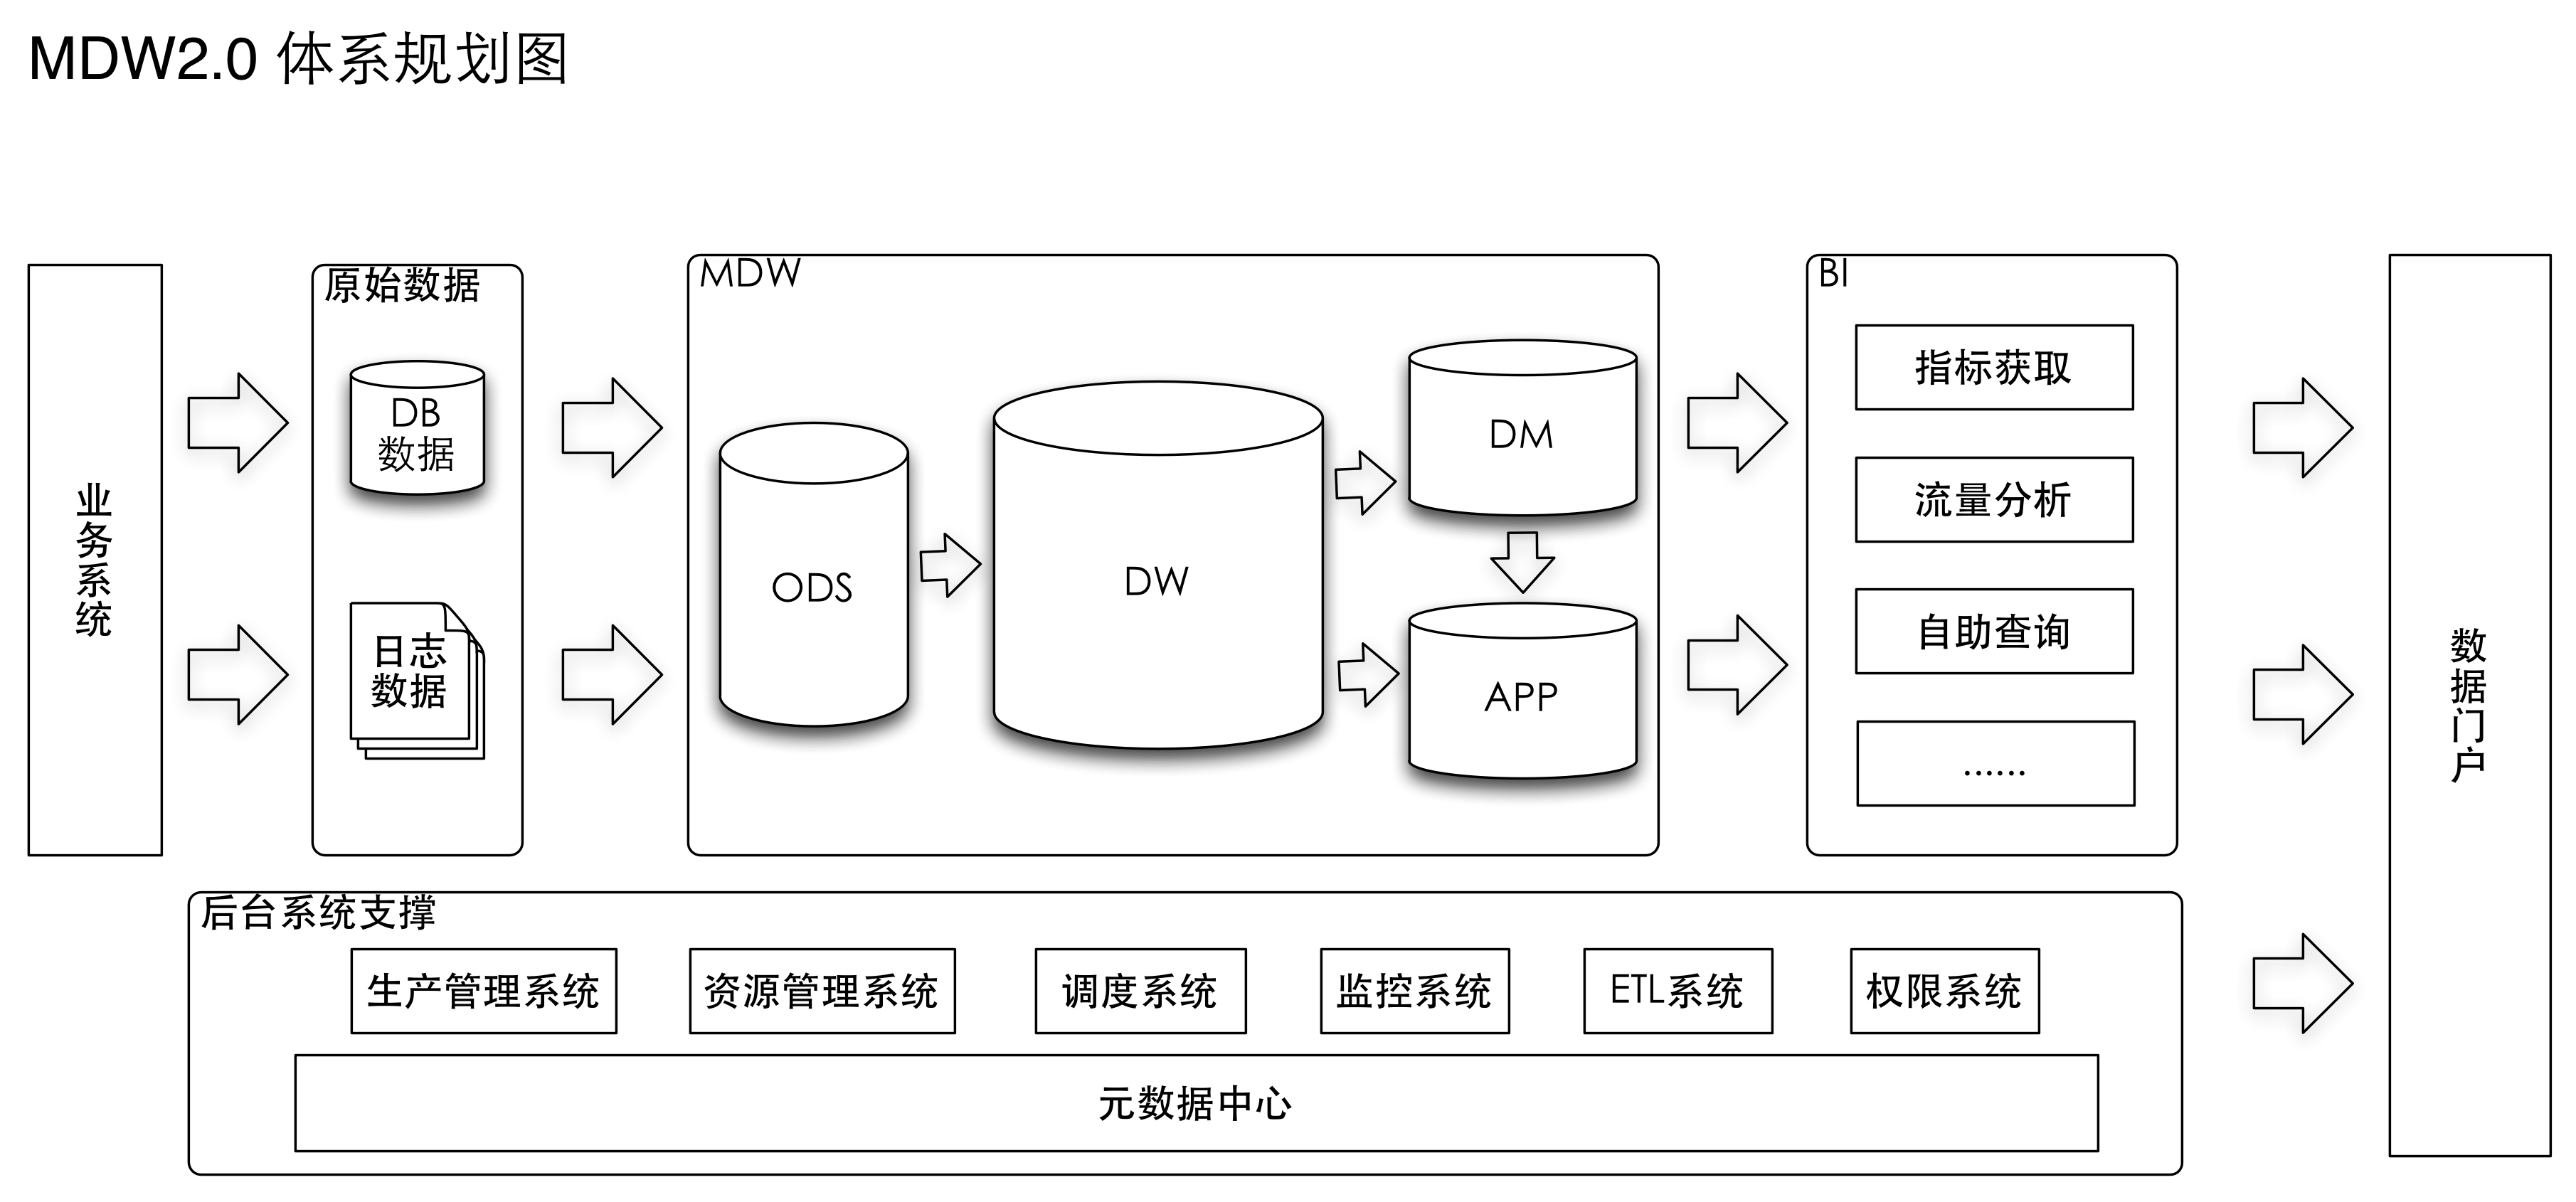 MDW2.0 体系规划图
业务系统
原始数据
DB
数据
日志
数据
MDW
ODS
DW
DM
APP
BI
指标获取
流量分析
自助查询
......
数据门户
后台系统支撑
生产管理系统
资源管理系统
调度系统
监控系统
ETL系统
权限系统
元数据中心